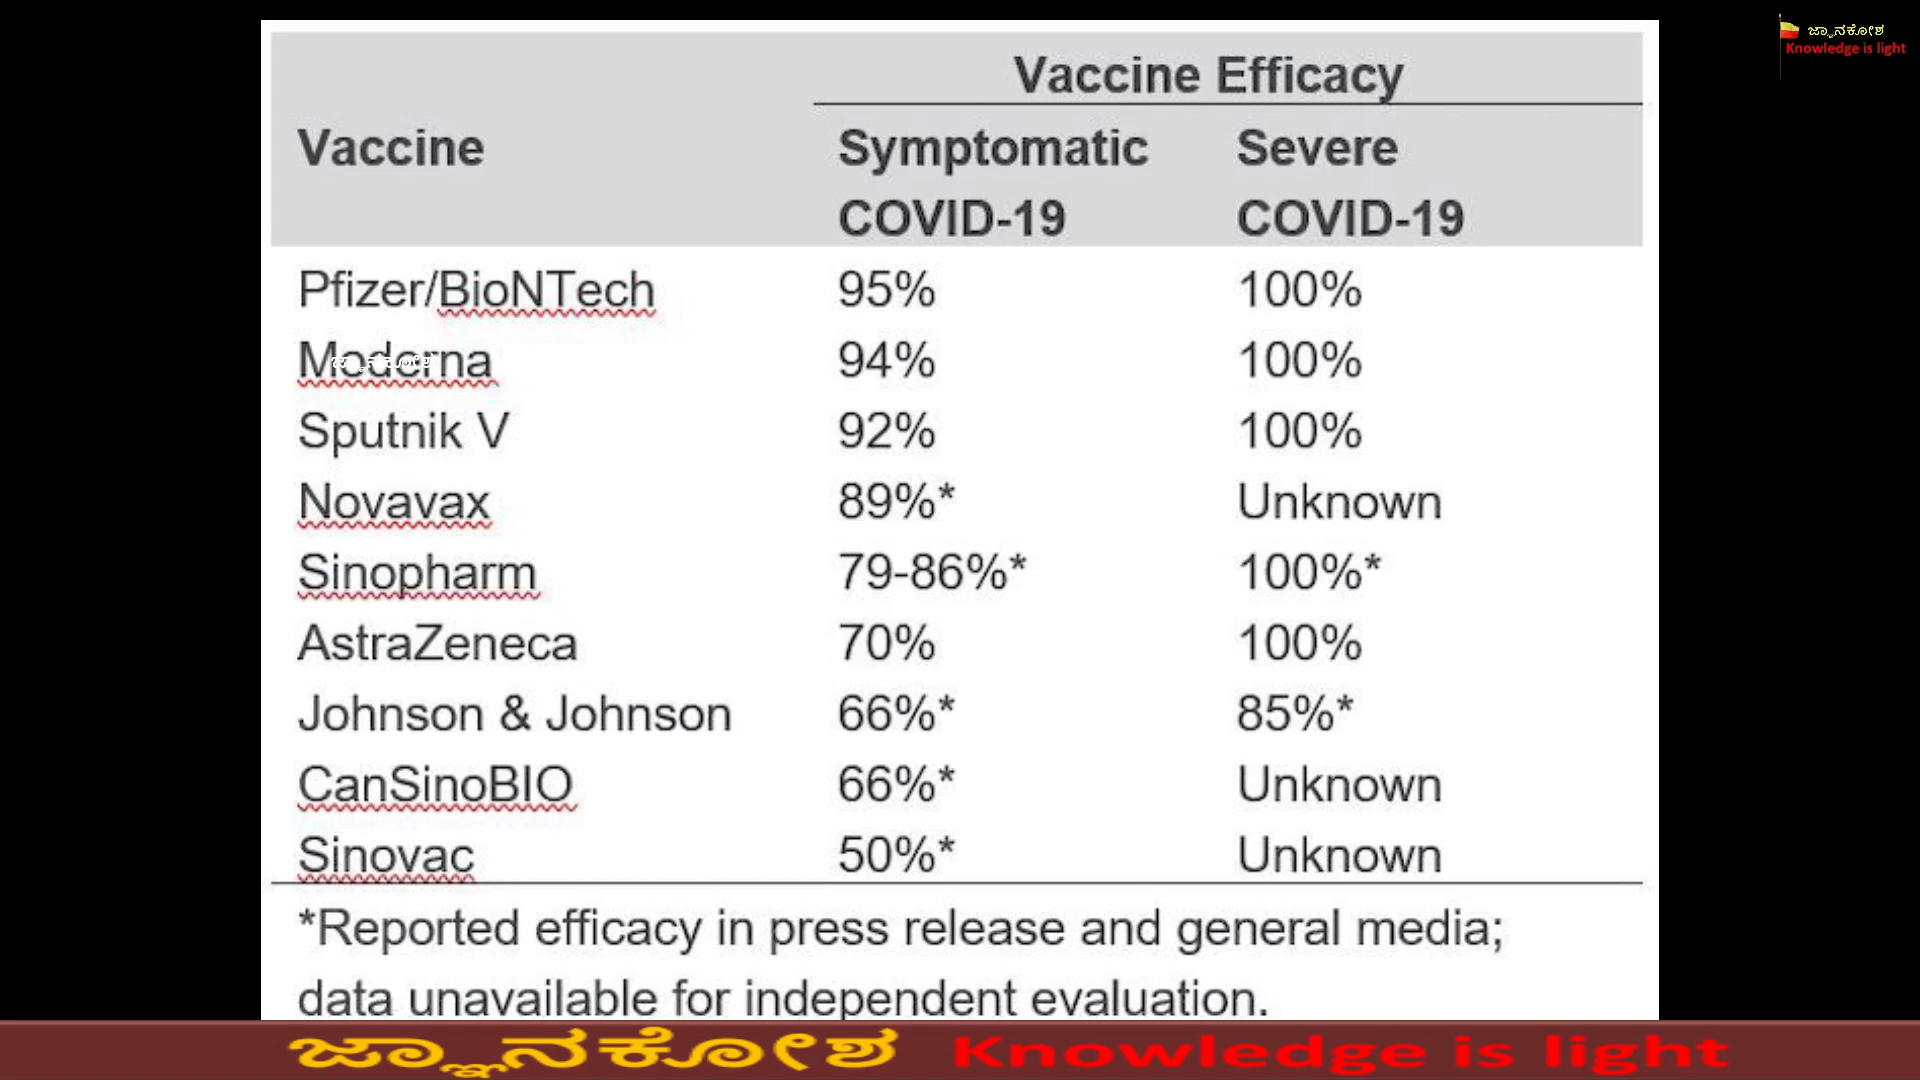 ಜ್ಞಾನಕೋಶ
Knowledge is light
Vaccine Efficacy
Vaccine Symptomatic COVID-19 Severe COVID-19
Pfizer/BioNTech 95% 100%
Moderna 94% 100%
ಜ್ಞಾನಕೋಶ
Sputnik V 92% 100%
Novavax 89%* Unknown
Sinopharm 79-86%* 100%*
AstraZeneca 70% 100%
Johnson & Johnson 66%* 85%*
CanSinoBIO 66%* Unknown
Sinovac 50%* Unknown
*Reported efficacy in press release and general media;
data unavailable for independent evaluation.
ಜ್ಞಾನಕೋಶ Knowledge is light